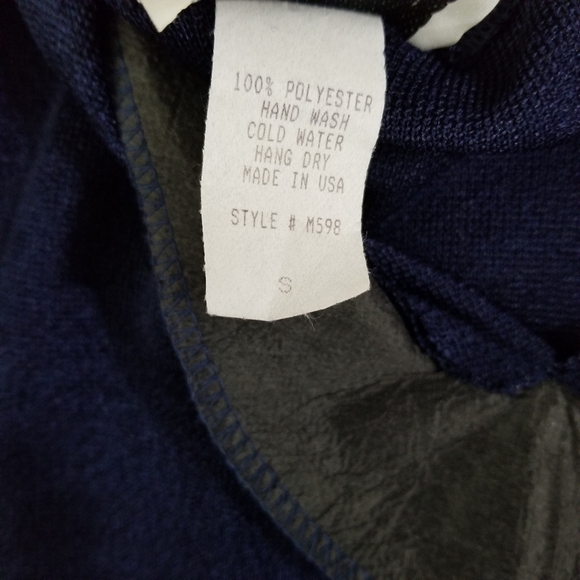 100% POLYESTER
HAND WASH
COLD WATER
HANG DRY
MADE IN USA
STYLE # M598
S